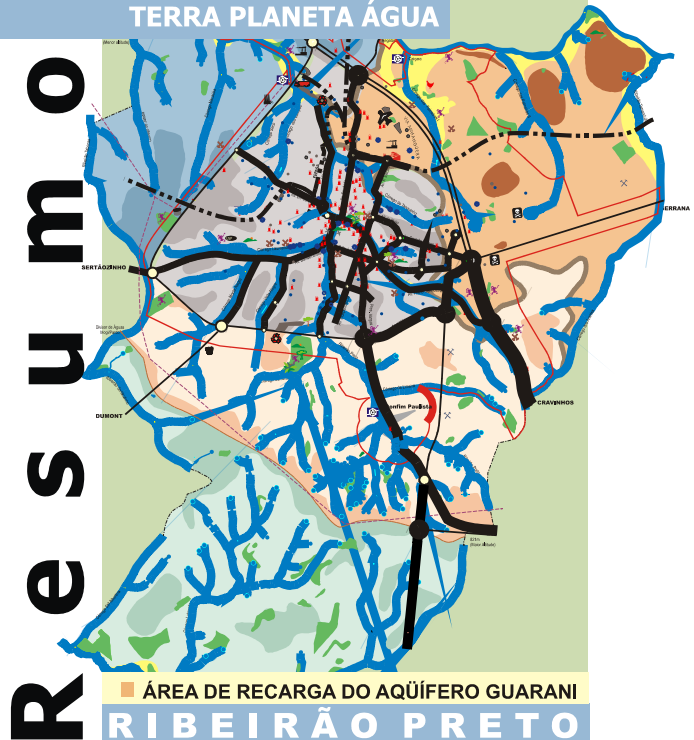 TERRA PLANETA ÁGUA
Resumo
SERRANA
SERTÃOZINHO
DUMONT
Bonfim Paulista
CRAVINHOS
ÁREA DE RECARGA DO AQÜÍFERO GUARANI
RIBEIRÃO PRETO